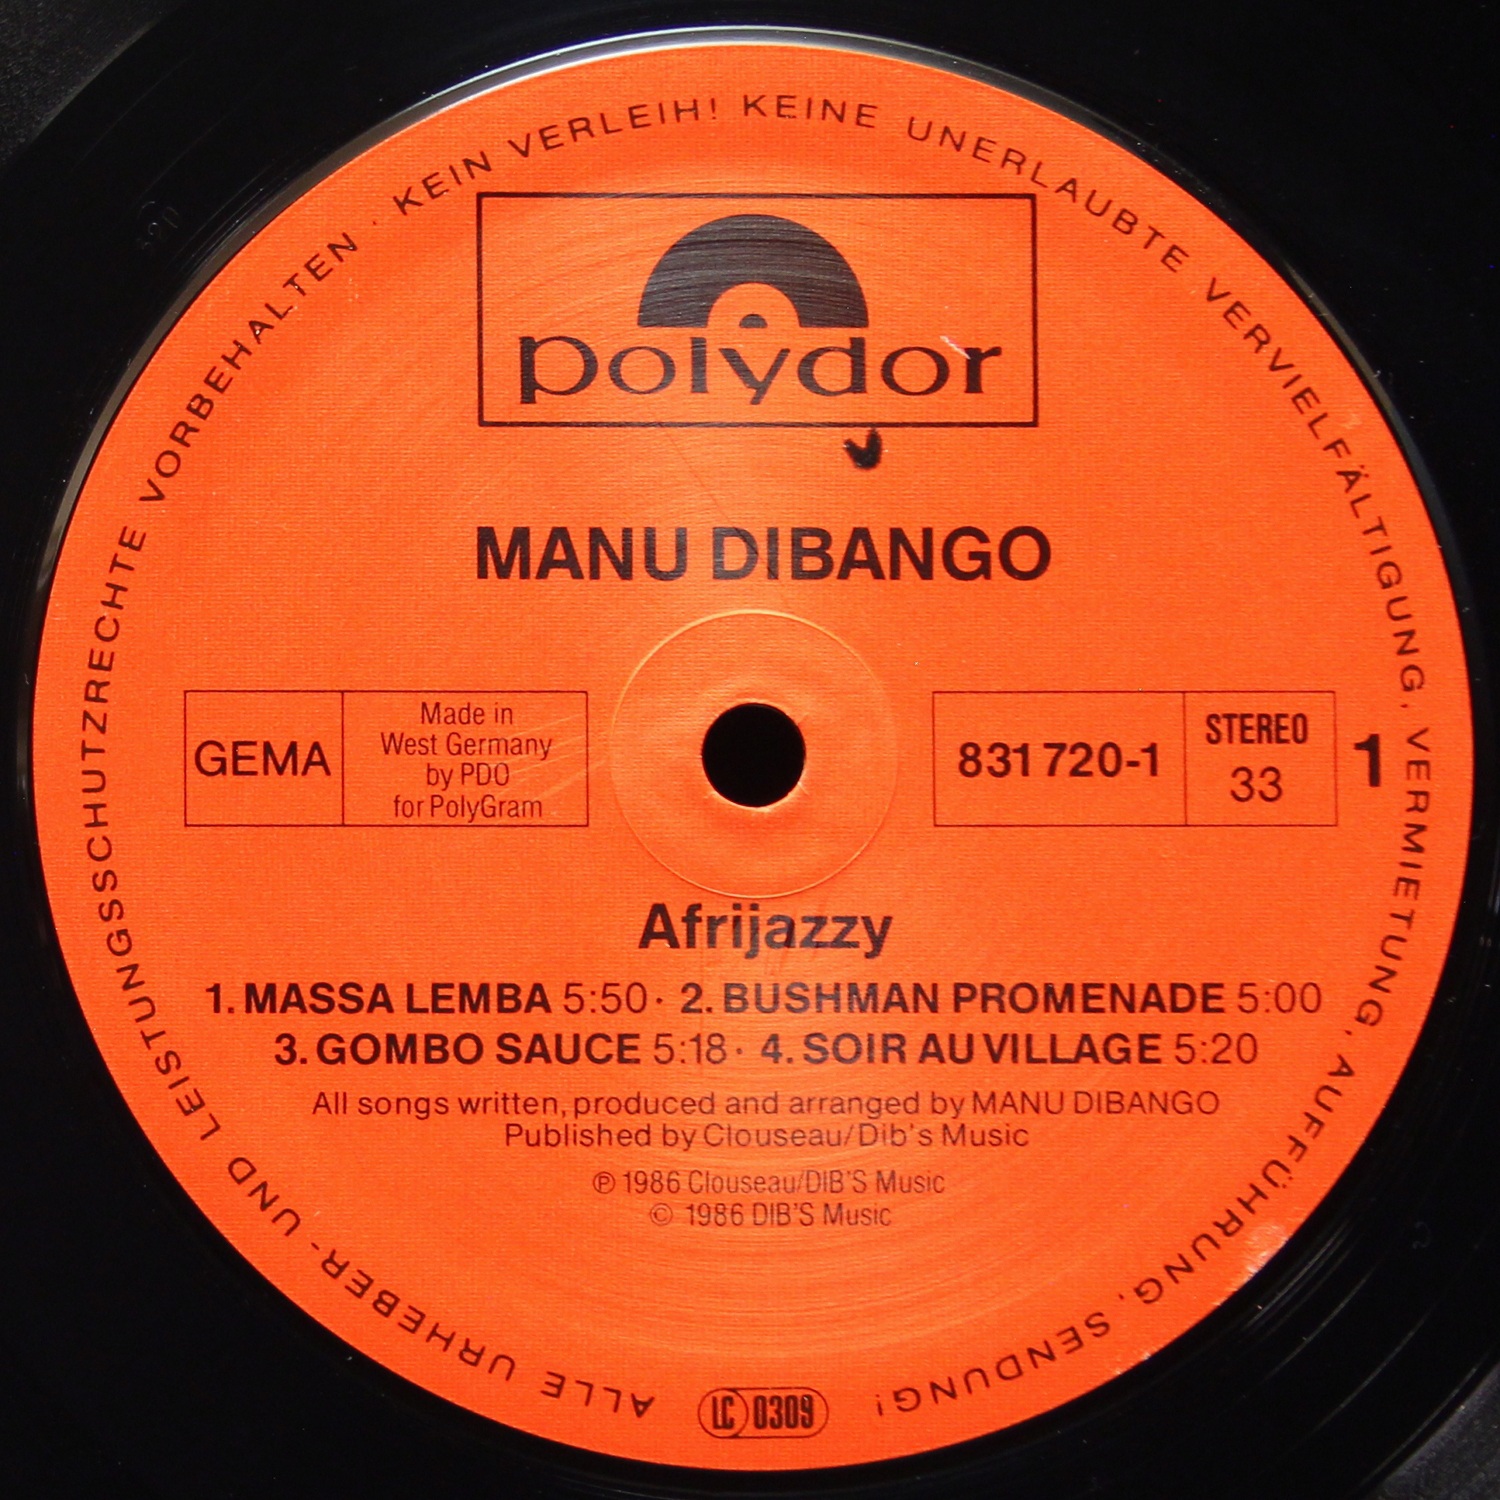 ALLE URHEBER- UND LEISTUNGSSCHUTZRECHTE VORBEHALTEN · KEIN VERLEIH! KEINE UNERLAUBTE VERVIELFÄLTIGUNG, VERMIETUNG, AUFFÜHRUNG, SENDUNG!
polydor
MANU DIBANGO
GEMA
Made in
West Germany
by PDO
for PolyGram
831 720-1
STEREO
33
1
Afrijazzy
1. MASSA LEMBA 5:50 · 2. BUSHMAN PROMENADE 5:00
3. GOMBO SAUCE 5:18 · 4. SOIR AU VILLAGE 5:20
All songs written, produced and arranged by MANU DIBANGO
Published by Clouseau/Dib's Music
℗ 1986 Clouseau/DIB'S Music
© 1986 DIB'S Music
LC 0309